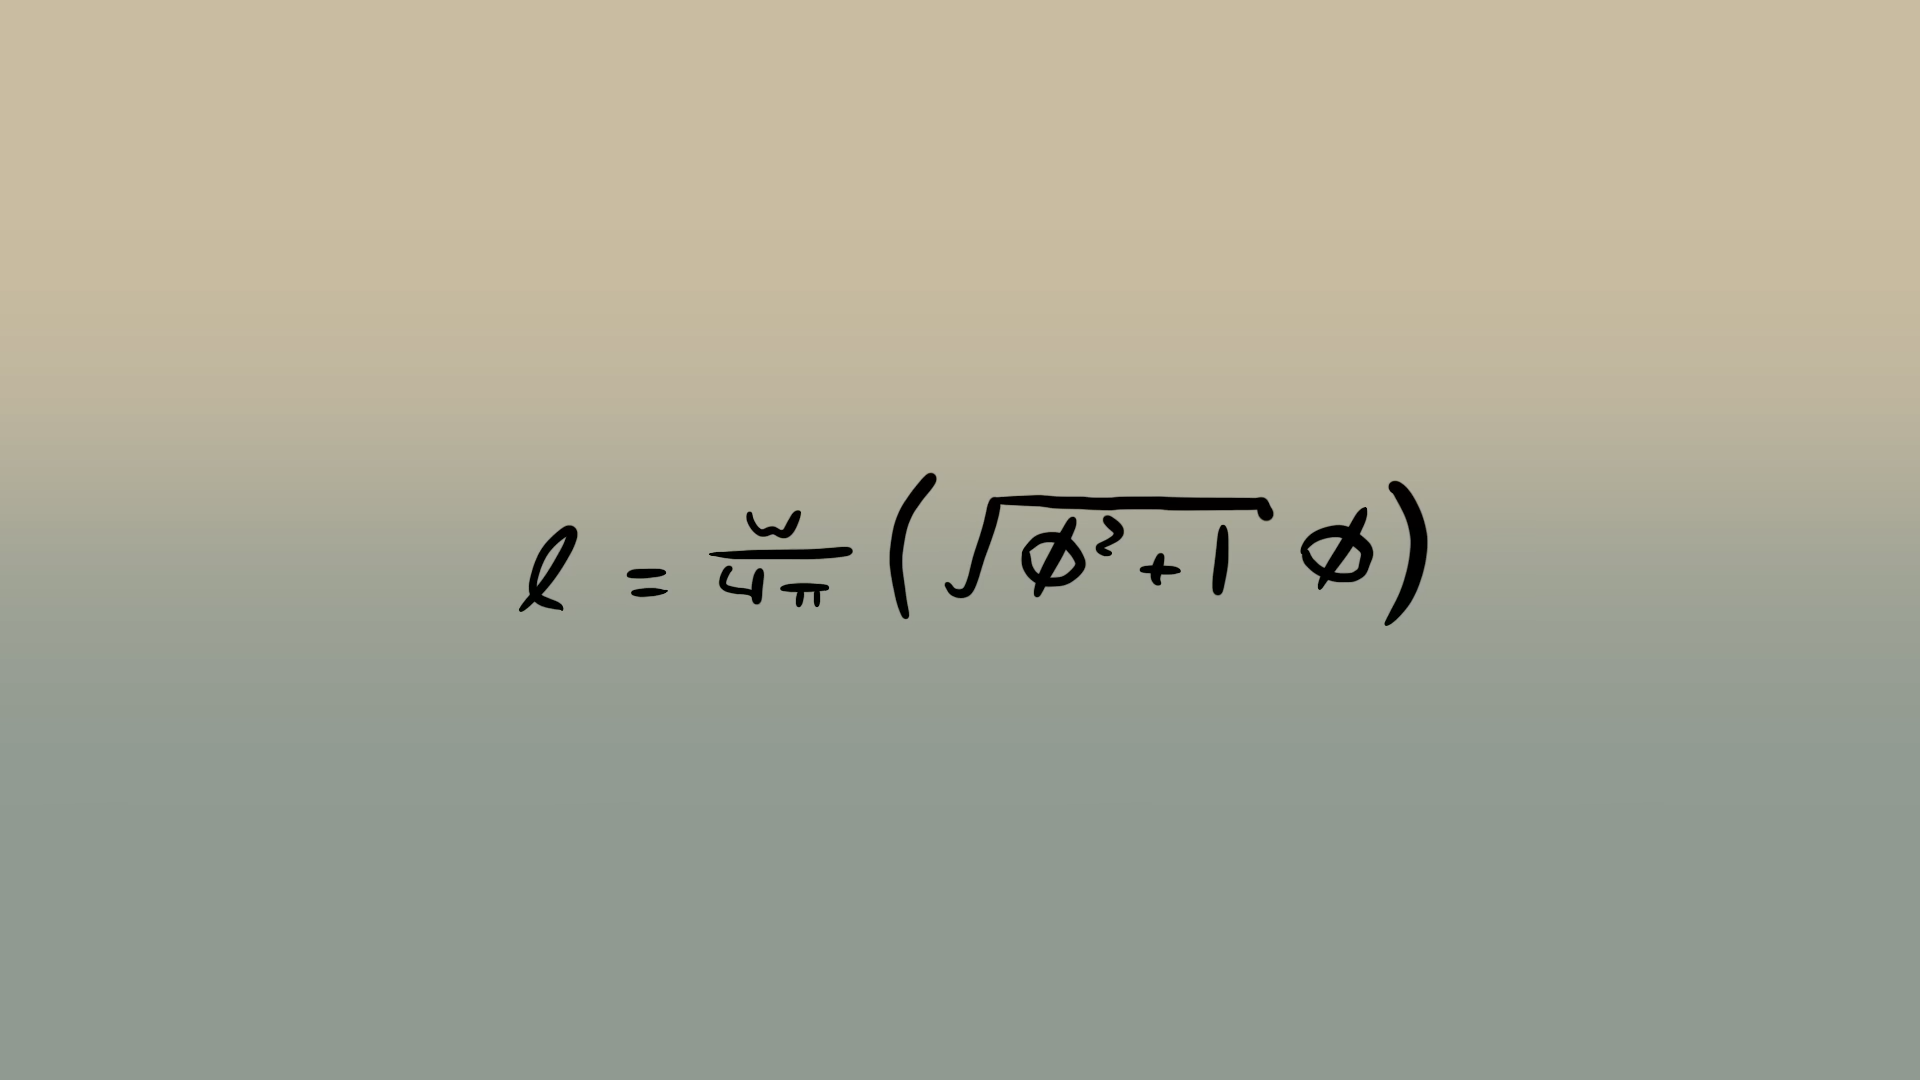 ℓ = w/4π (√(ϕ² + 1) ϕ)